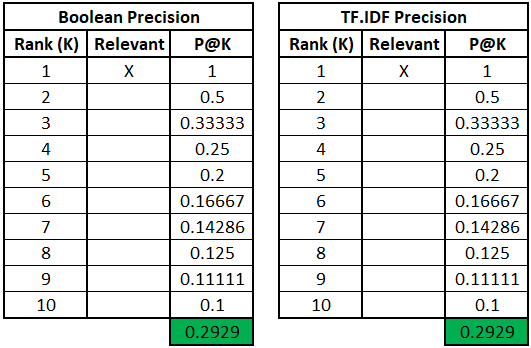 Boolean Precision TF.IDF Precision
Rank (K) Relevant P@K Rank (K) Relevant P@K
1 X 1 1 X 1
2 0.5 2 0.5
3 0.33333 3 0.33333
4 0.25 4 0.25
5 0.2 5 0.2
6 0.16667 6 0.16667
7 0.14286 7 0.14286
8 0.125 8 0.125
9 0.11111 9 0.11111
10 0.1 10 0.1
0.2929 0.2929